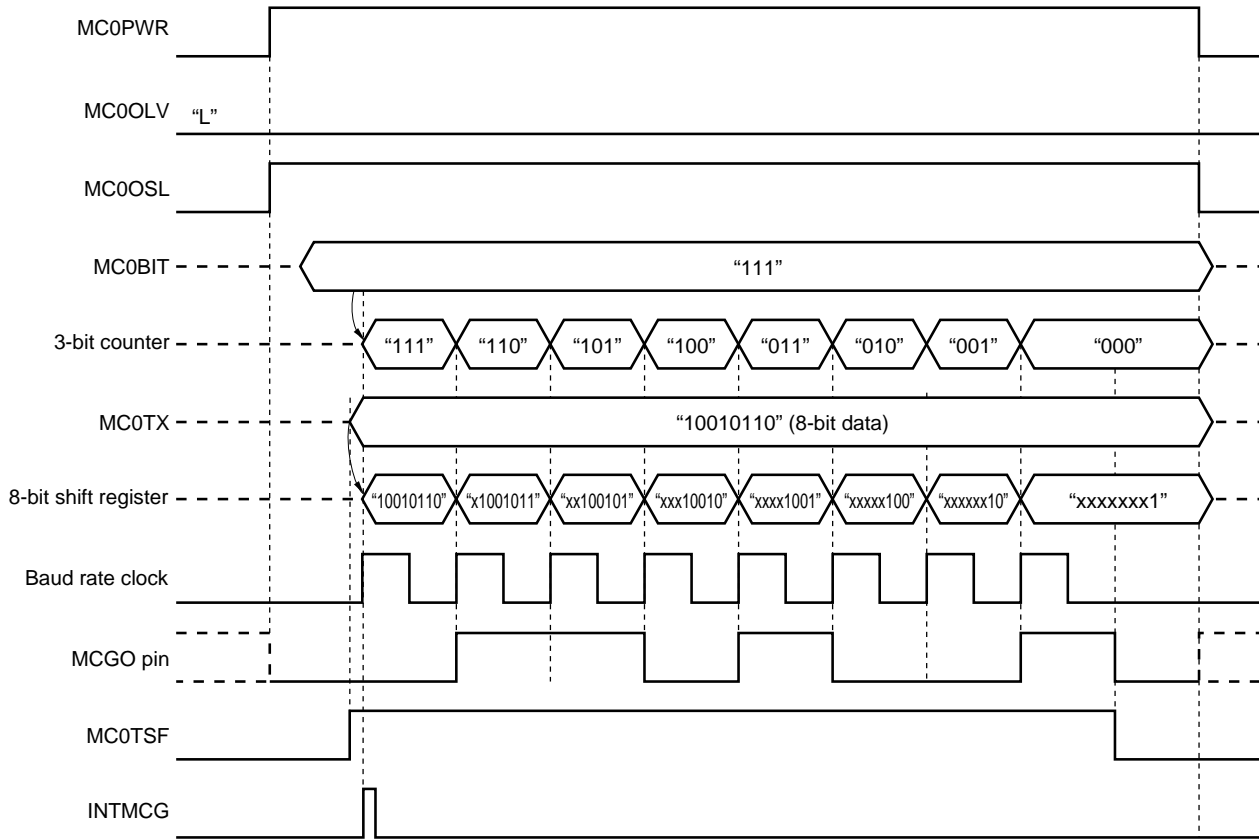 MC0PWR
MC0OLV “L”
MC0OSL
MC0BIT “111”
3-bit counter “111” “110” “101” “100” “011” “010” “001” “000”
MC0TX “10010110” (8-bit data)
8-bit shift register “10010110” “x1001011” “xx100101” “xxx10010” “xxxx1001” “xxxxx100” “xxxxxx10” “xxxxxxx1”
Baud rate clock
MCGO pin
MC0TSF
INTMCG